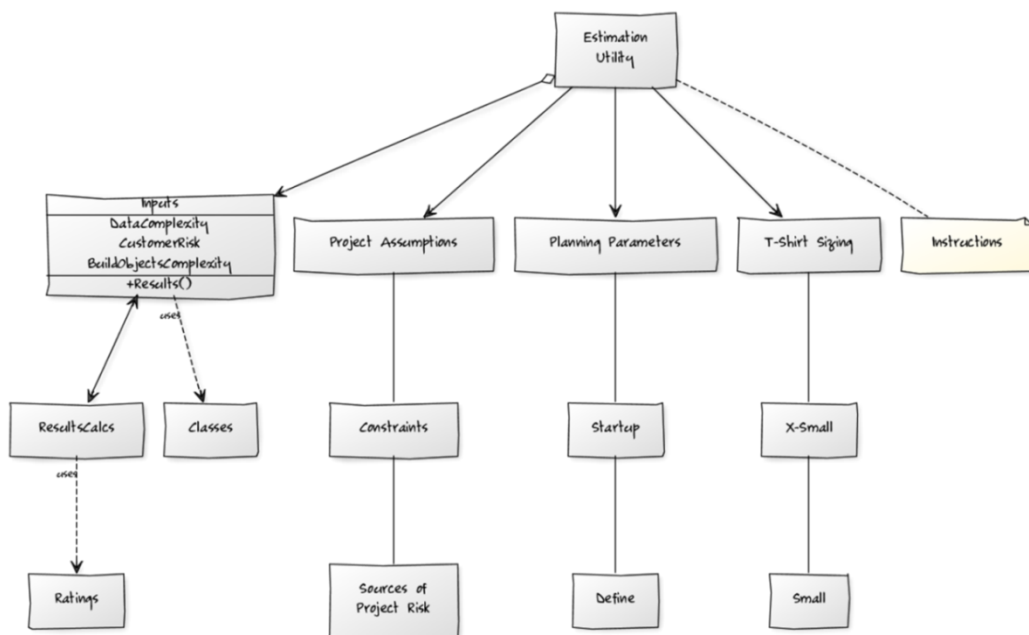 Estimation
Utility
Inputs
DataComplexity
CustomerRisk
BuildObjectsComplexity
+Results()
Project Assumptions
Planning Parameters
T-Shirt Sizing
Instructions
uses
ResultsCalcs
Classes
Constraints
Startup
X-Small
uses
Ratings
Sources of
Project Risk
Define
Small